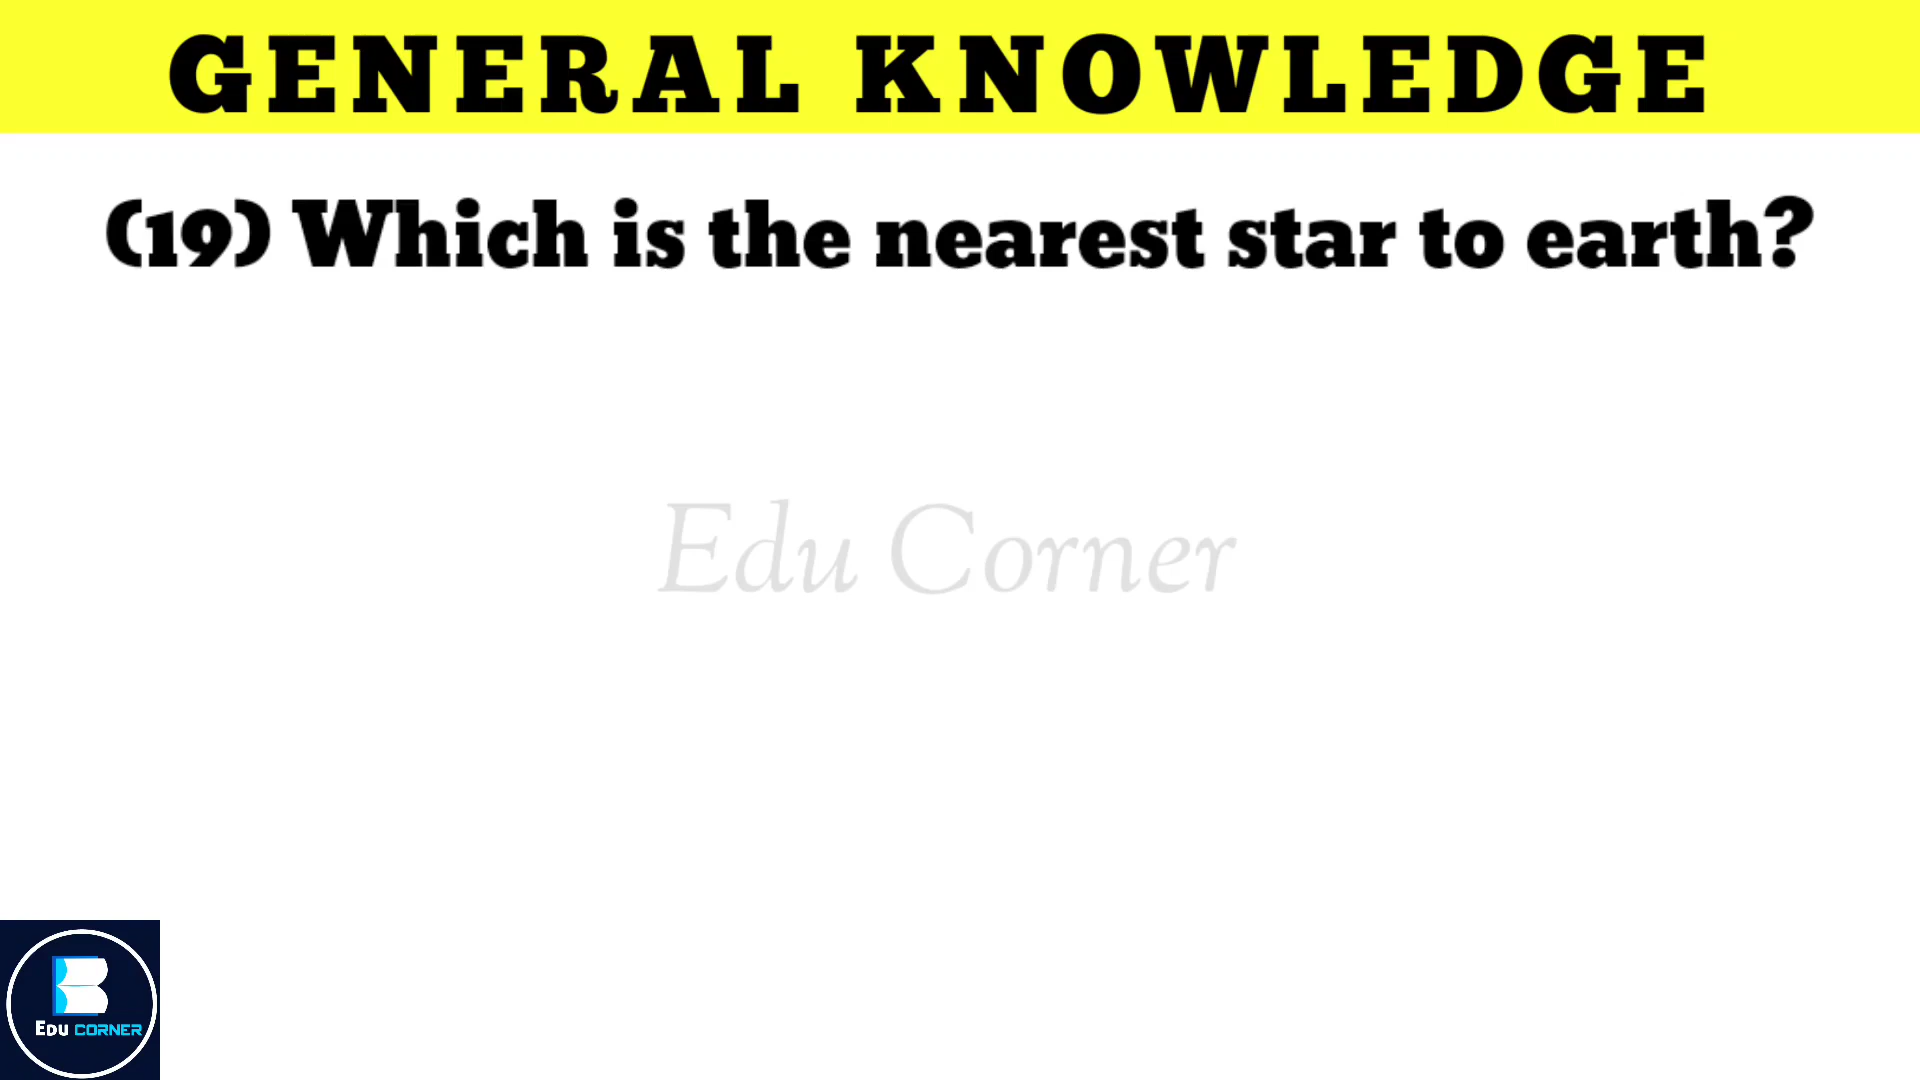 GENERAL KNOWLEDGE
(19) Which is the nearest star to earth?
Edu Corner
EDU CORNER